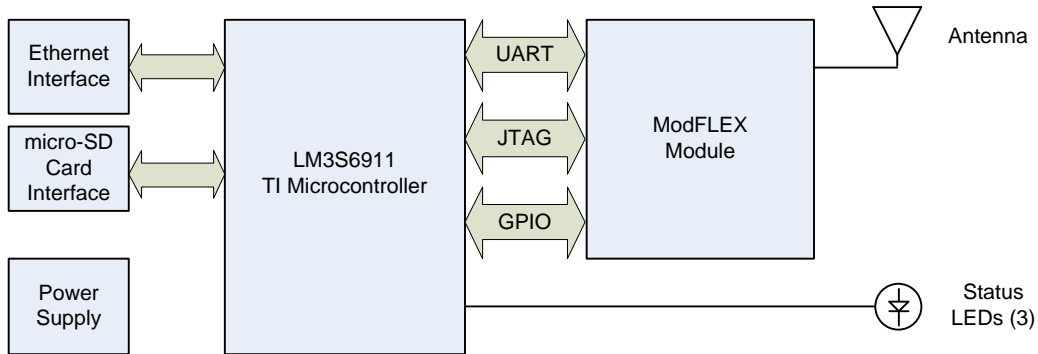 Ethernet
Interface
micro-SD
Card
Interface
Power
Supply
LM3S6911
TI Microcontroller
UART
JTAG
GPIO
ModFLEX
Module
Antenna
Status
LEDs (3)